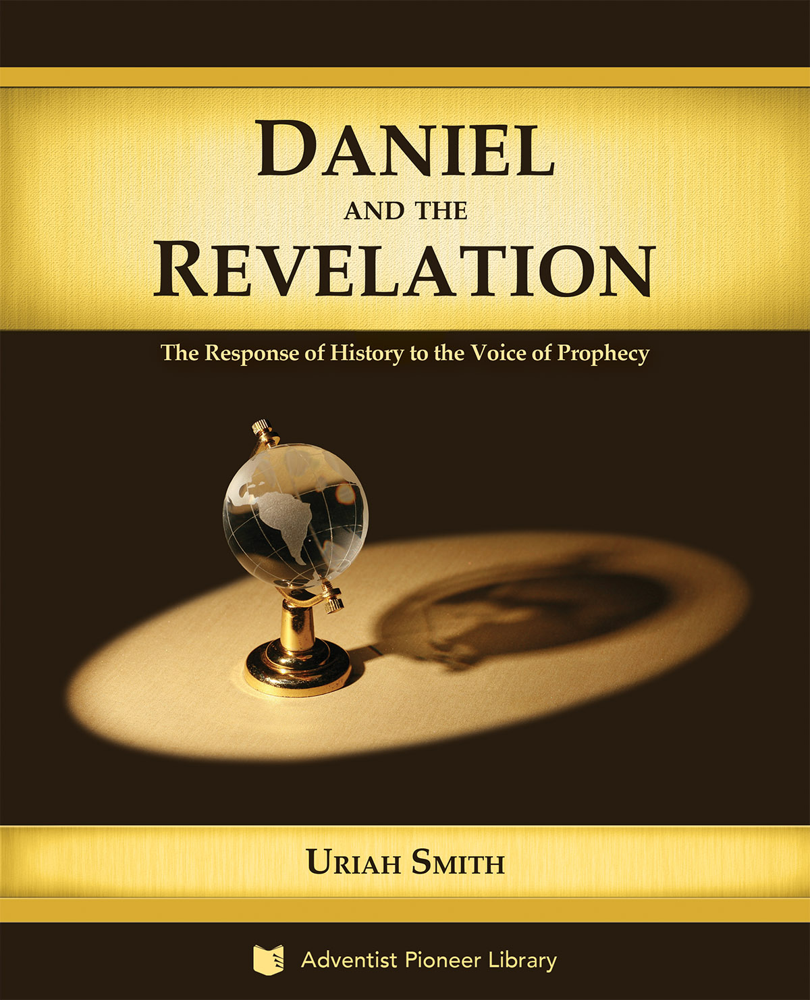 DANIEL
AND THE
REVELATION
The Response of History to the Voice of Prophecy
URIAH SMITH
Adventist Pioneer Library